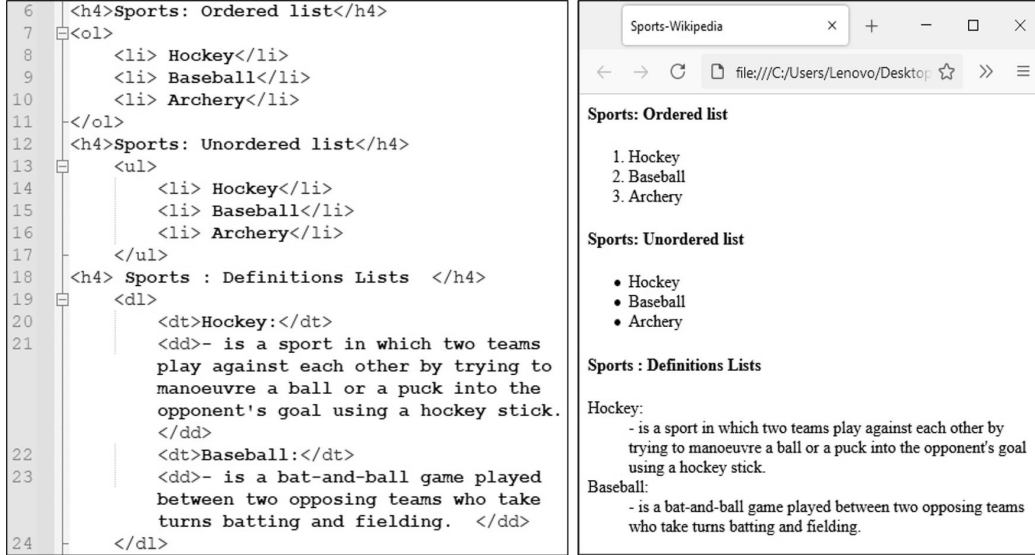 6 <h4>Sports: Ordered list</h4>
7 <ol>
8 <li> Hockey</li>
9 <li> Baseball</li>
10 <li> Archery</li>
11 </ol>
12 <h4>Sports: Unordered list</h4>
13 <ul>
14 <li> Hockey</li>
15 <li> Baseball</li>
16 <li> Archery</li>
17 </ul>
18 <h4> Sports : Definitions Lists  </h4>
19 <dl>
20 <dt>Hockey:</dt>
21 <dd>- is a sport in which two teams
play against each other by trying to
manoeuvre a ball or a puck into the
opponent's goal using a hockey stick.
</dd>
22 <dt>Baseball:</dt>
23 <dd>- is a bat-and-ball game played
between two opposing teams who take
turns batting and fielding.  </dd>
24 </dl>
Sports-Wikipedia
file:///C:/Users/Lenovo/Desktop
Sports: Ordered list
1. Hockey
2. Baseball
3. Archery
Sports: Unordered list
• Hockey
• Baseball
• Archery
Sports : Definitions Lists
Hockey:
- is a sport in which two teams play against each other by
trying to manoeuvre a ball or a puck into the opponent's goal
using a hockey stick.
Baseball:
- is a bat-and-ball game played between two opposing teams
who take turns batting and fielding.